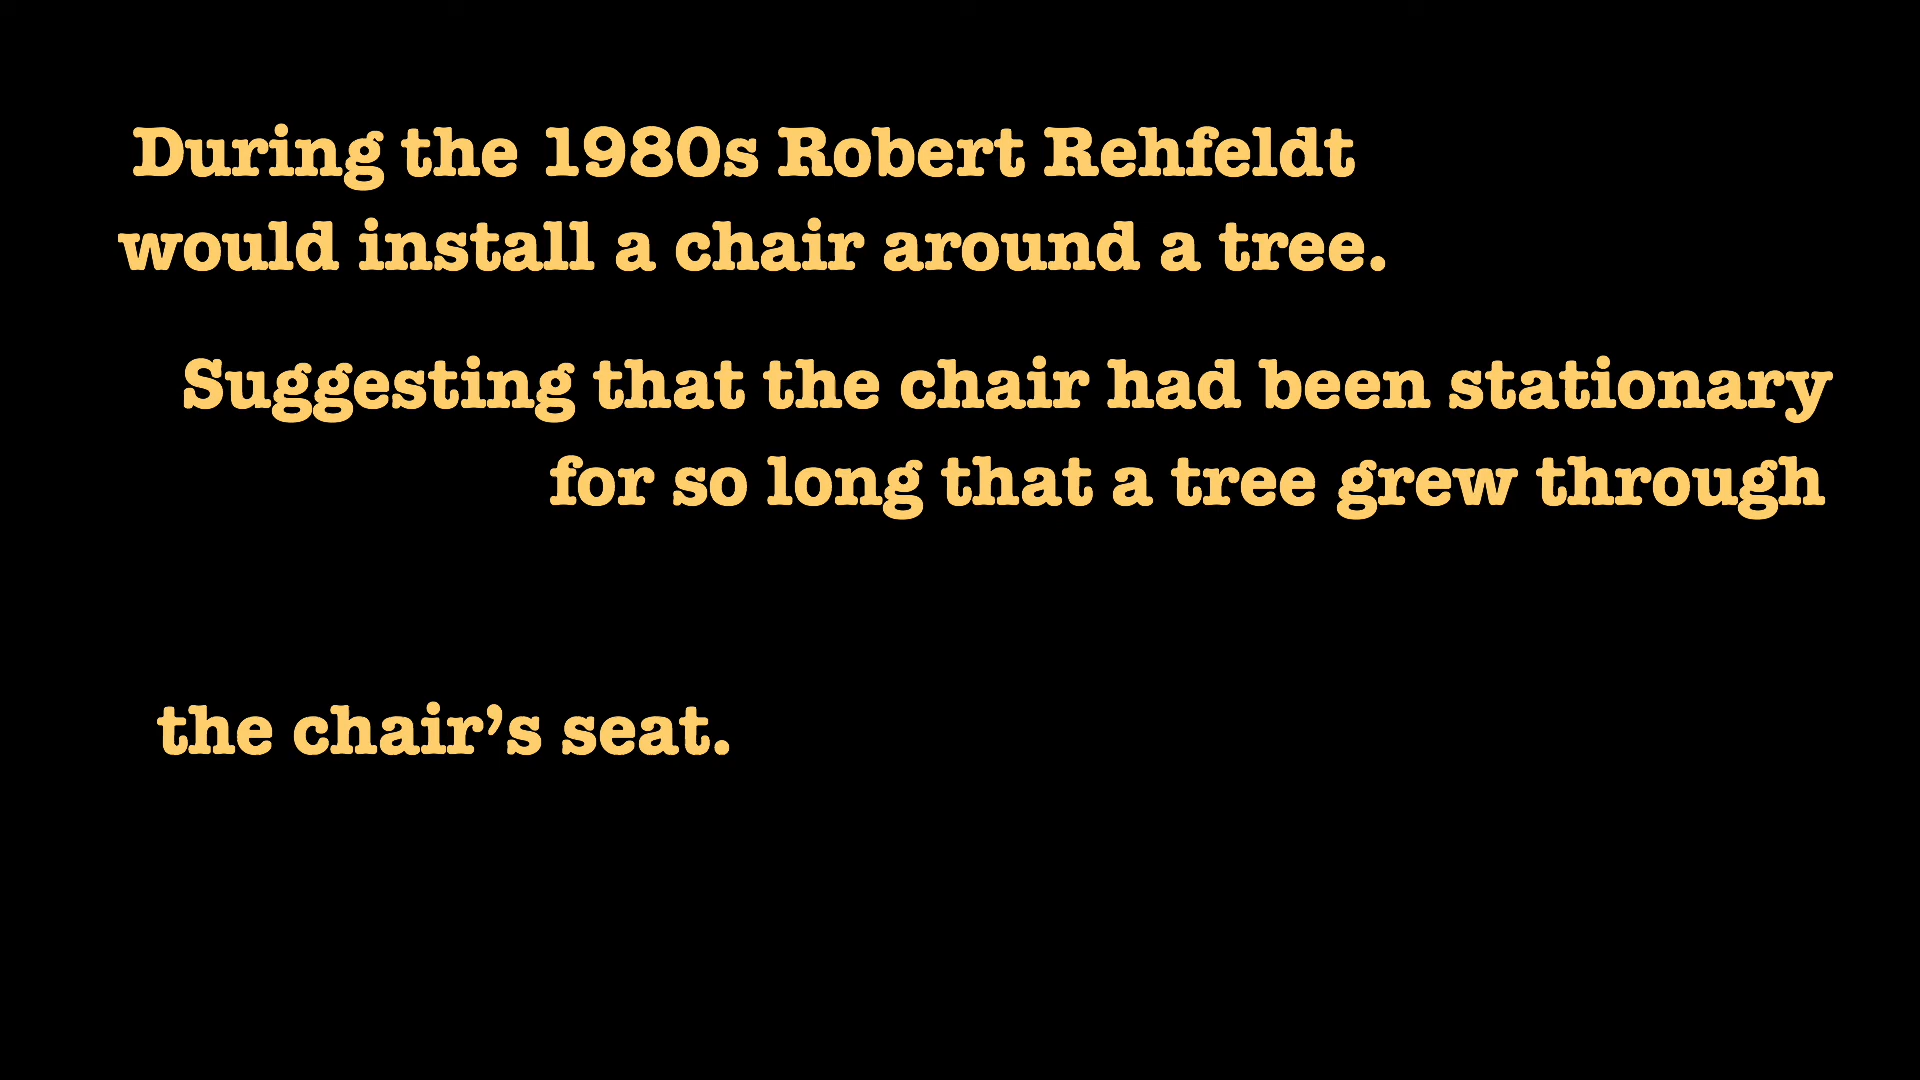 During the 1980s Robert Rehfeldt
would install a chair around a tree.
Suggesting that the chair had been stationary
for so long that a tree grew through
the chair’s seat.